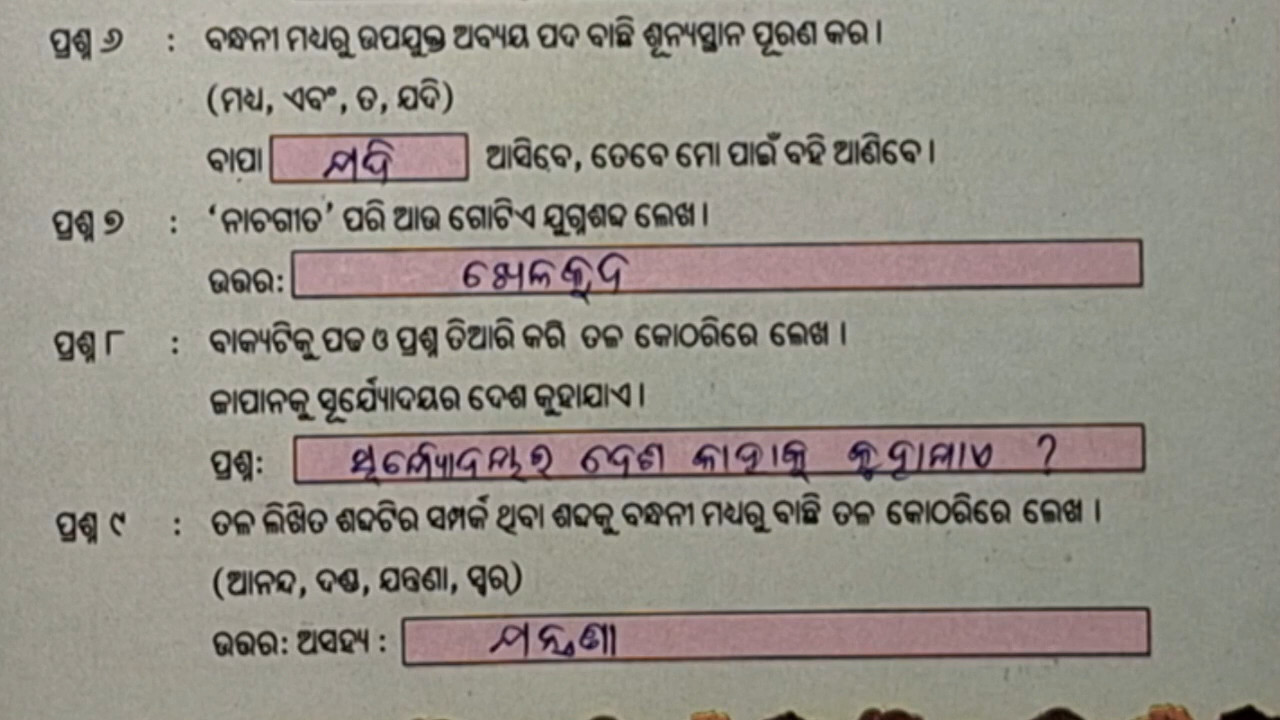 ପ୍ରଶ୍ନ ୬ : ବନ୍ଧନୀ ମଧ୍ୟରୁ ଉପଯୁକ୍ତ ଅବ୍ୟୟ ପଦ ବାଛି ଶୂନ୍ୟସ୍ଥାନ ପୂରଣ କର ।
(ମଧ୍ୟ, ଏବଂ, ତ, ଯଦି)
ବାପା ଯଦି ଆସିବେ, ତେବେ ମୋ ପାଇଁ ବହି ଆଣିବେ ।
ପ୍ରଶ୍ନ ୭ : ‘ନାଚଗୀତ’ ପରି ଆଉ ଗୋଟିଏ ଯୁଗ୍ମଶବ୍ଦ ଲେଖ ।
ଉତ୍ତର: ଖେଳକୁଦ
ପ୍ରଶ୍ନ ୮ : ବାକ୍ୟଟିକୁ ପଢ ଓ ପ୍ରଶ୍ନ ତିଆରି କରି ତଳ କୋଠରିରେ ଲେଖ ।
ଜାପାନକୁ ସୂର୍ଯ୍ୟୋଦୟର ଦେଶ କୁହାଯାଏ ।
ପ୍ରଶ୍ନ: ସୂର୍ଯ୍ୟୋଦୟର ଦେଶ କାହାକୁ କୁହାଯାଏ ?
ପ୍ରଶ୍ନ ୯ : ତଳ ଲିଖିତ ଶବ୍ଦଟିର ସମ୍ପର୍କ ଥିବା ଶବ୍ଦକୁ ବନ୍ଧନୀ ମଧ୍ୟରୁ ବାଛି ତଳ କୋଠରିରେ ଲେଖ ।
(ଆନନ୍ଦ, ଦଣ୍ଡ, ଯନ୍ତ୍ରଣା, ସ୍ୱର)
ଉତ୍ତର: ଅସହ୍ୟ : ଯନ୍ତ୍ରଣା